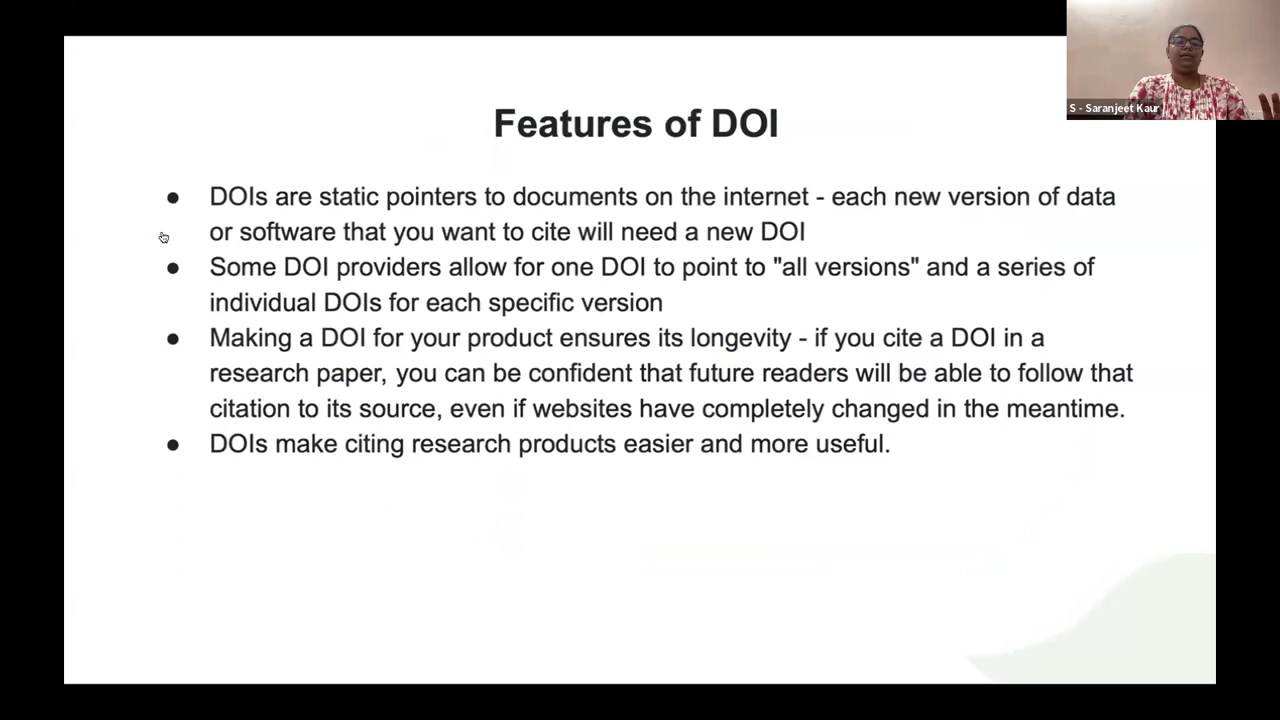 S - Saranjeet Kaur
Features of DOI
● DOIs are static pointers to documents on the internet - each new version of data
or software that you want to cite will need a new DOI
● Some DOI providers allow for one DOI to point to "all versions" and a series of
individual DOIs for each specific version
● Making a DOI for your product ensures its longevity - if you cite a DOI in a
research paper, you can be confident that future readers will be able to follow that
citation to its source, even if websites have completely changed in the meantime.
● DOIs make citing research products easier and more useful.